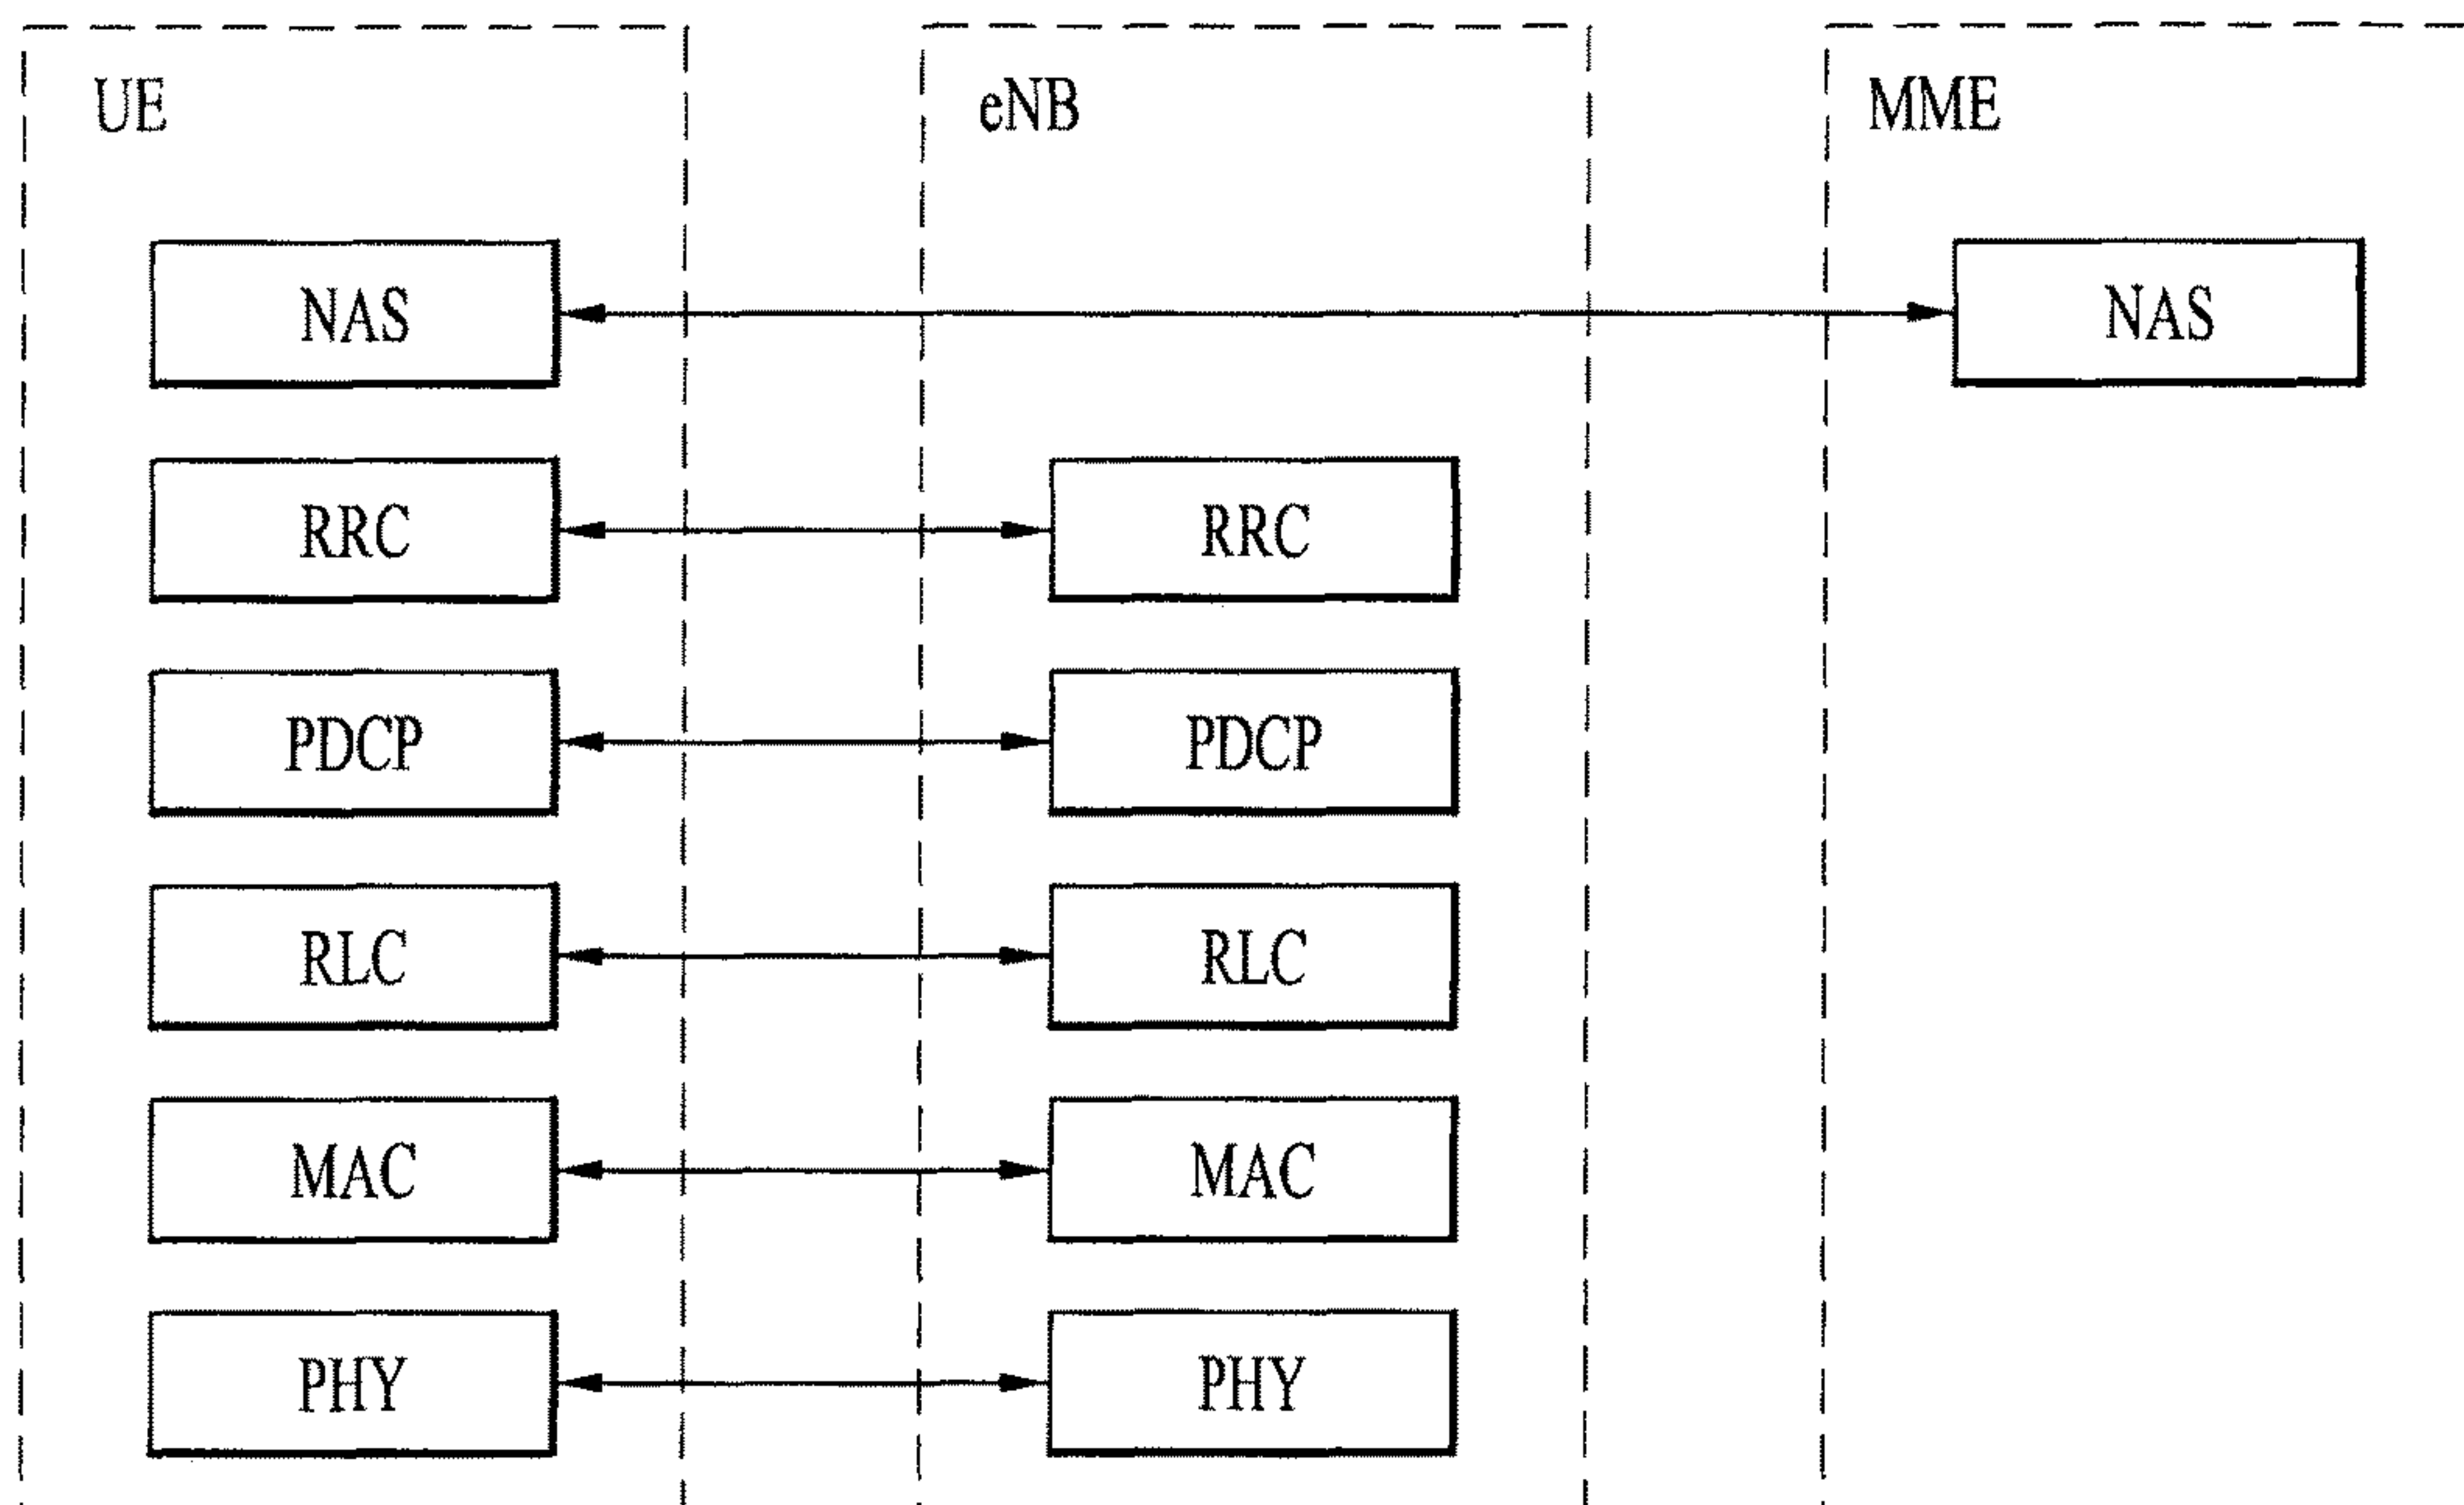 UE eNB MME
NAS NAS
RRC RRC
PDCP PDCP
RLC RLC
MAC MAC
PHY PHY